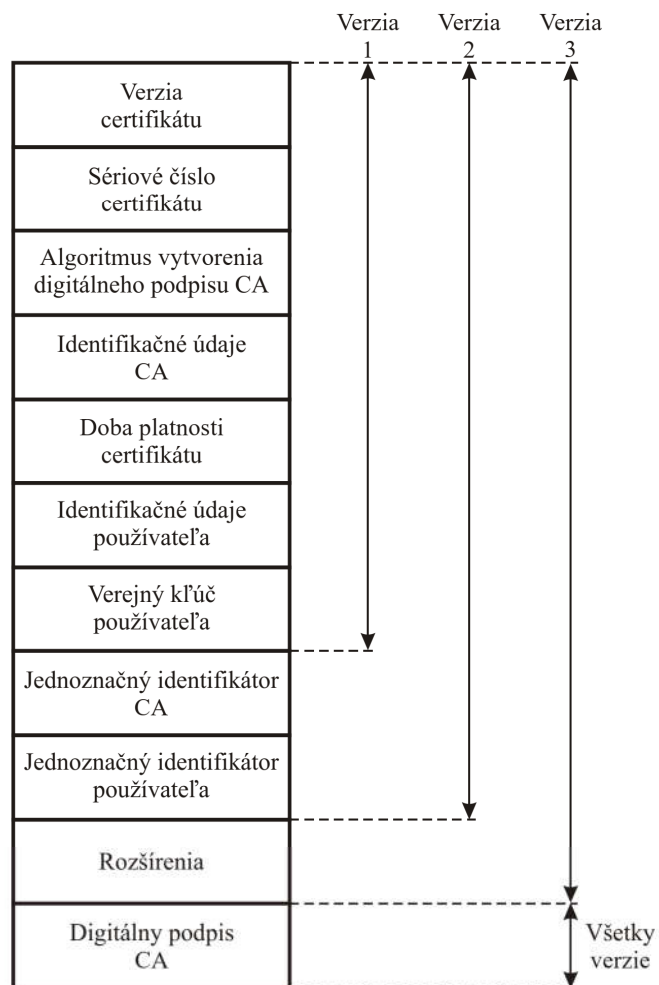 Verzia
1
Verzia
2
Verzia
3
Verzia
certifikátu
Sériové číslo
certifikátu
Algoritmus vytvorenia
digitálneho podpisu CA
Identifikačné údaje
CA
Doba platnosti
certifikátu
Identifikačné údaje
používateľa
Verejný kľúč
používateľa
Jednoznačný identifikátor
CA
Jednoznačný identifikátor
používateľa
Rozšírenia
Digitálny podpis
CA
Všetky
verzie